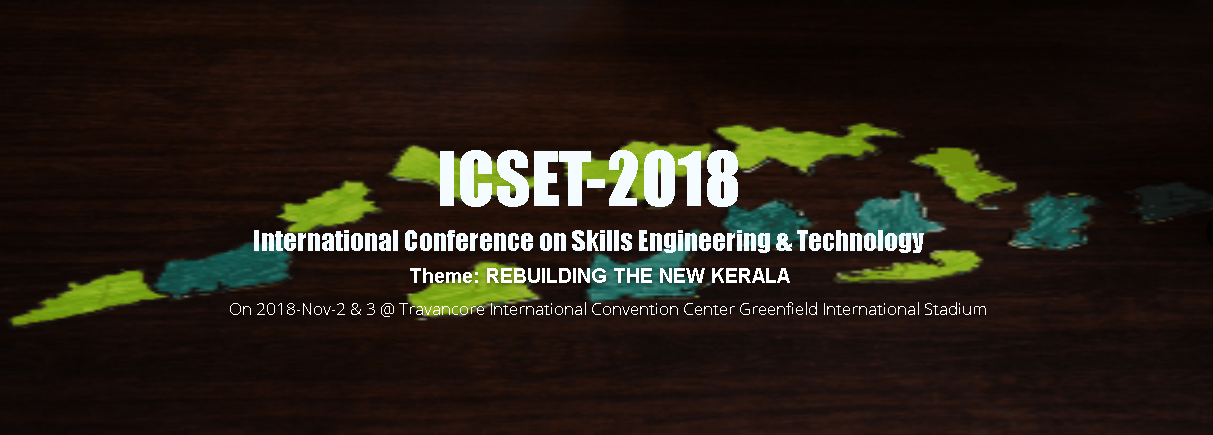 ICSET-2018
International Conference on Skills Engineering & Technology
Theme: REBUILDING THE NEW KERALA
On 2018-Nov-2 & 3 @ Travancore International Convention Center Greenfield International Stadium